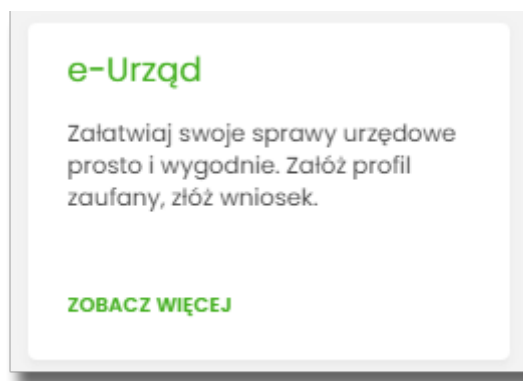 e-Urząd
Załatwiaj swoje sprawy urzędowe
prosto i wygodnie. Załóż profil
zaufany, złóż wniosek.
ZOBACZ WIĘCEJ